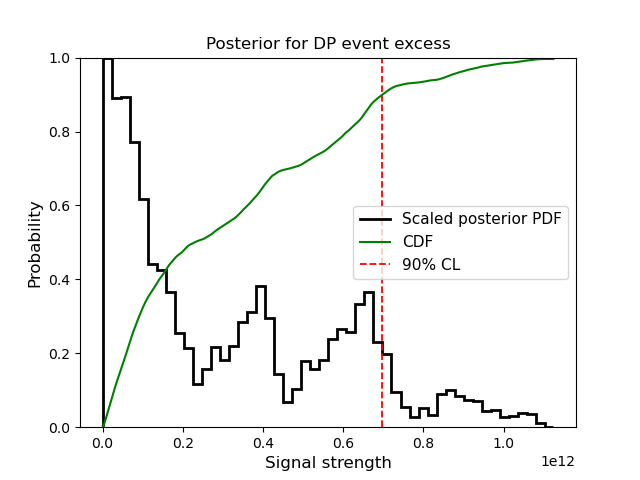 Posterior for DP event excess
Probability
1.0
0.8
0.6
0.4
0.2
0.0
Scaled posterior PDF
CDF
90% CL
0.0 0.2 0.4 0.6 0.8 1.0
1e12
Signal strength